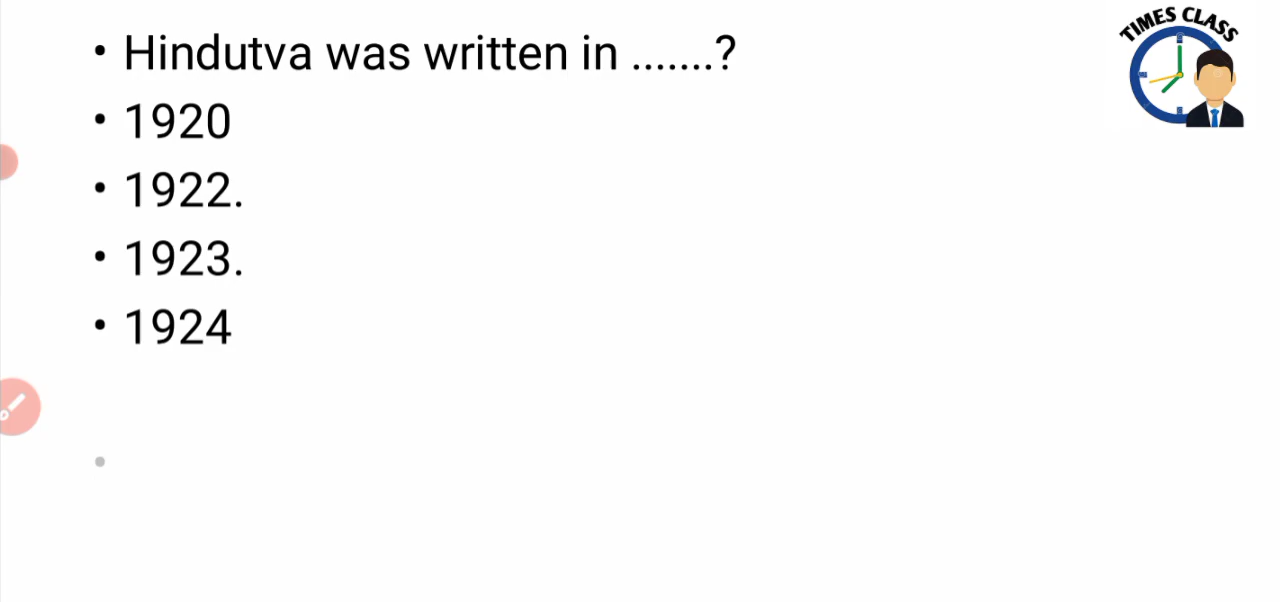 TIMES CLASS
• Hindutva was written in .......?
• 1920
• 1922.
• 1923.
• 1924
•